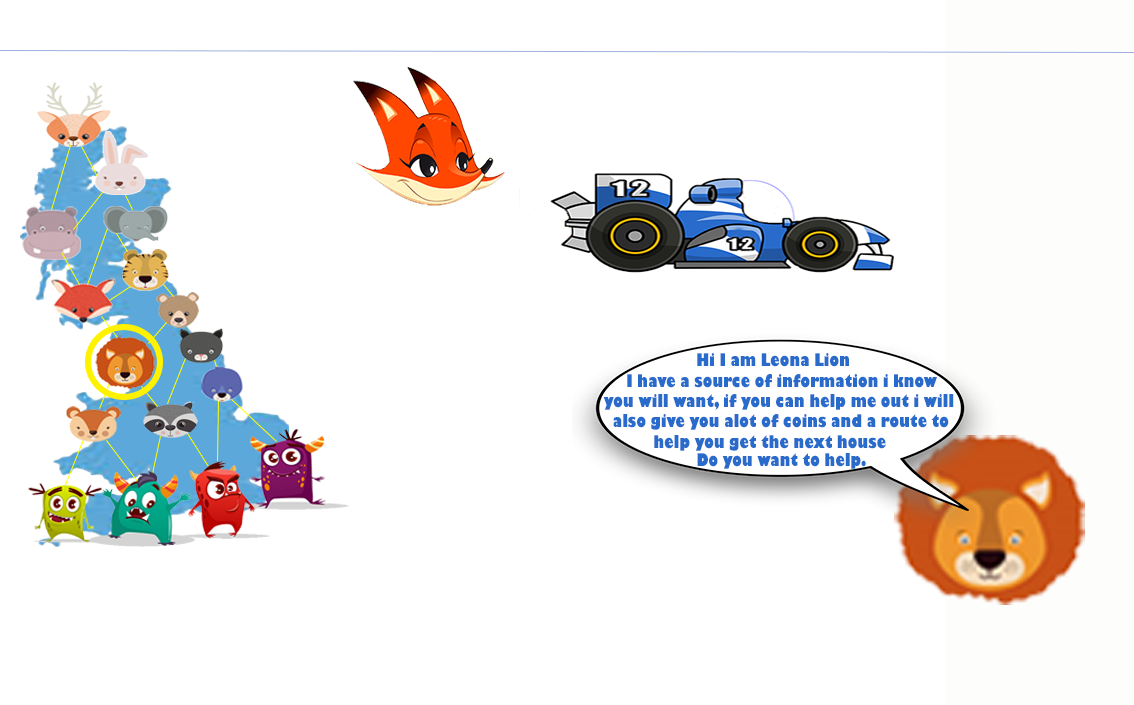 12
12
Hi I am Leona Lion
I have a source of information i know
you will want, if you can help me out i will
also give you alot of coins and a route to
help you get the next house
Do you want to help.